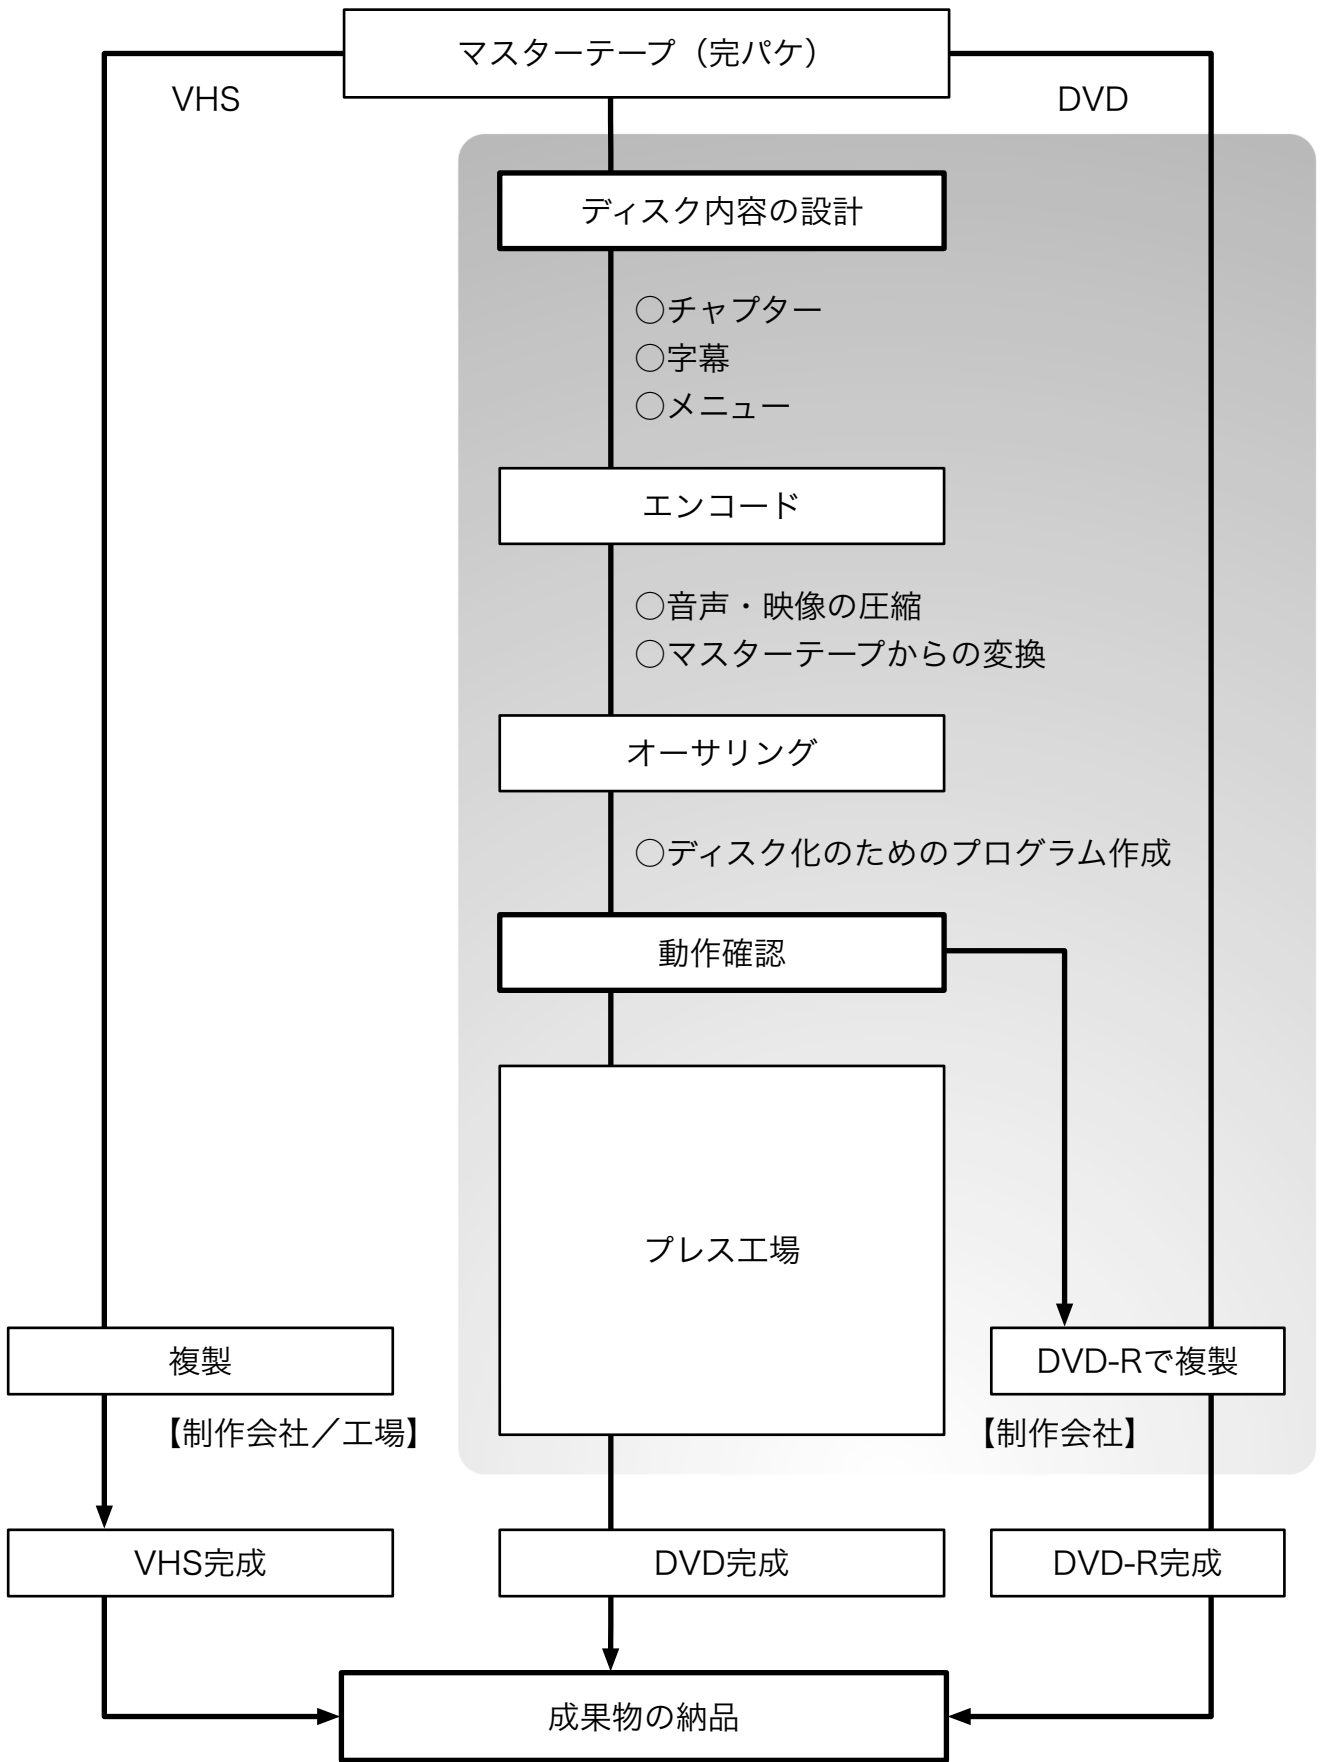 マスターテープ（完パケ）
VHS
DVD
ディスク内容の設計
○チャプター
○字幕
○メニュー
エンコード
○音声・映像の圧縮
○マスターテープからの変換
オーサリング
○ディスク化のためのプログラム作成
動作確認
プレス工場
複製
DVD-Rで複製
【制作会社／工場】
【制作会社】
VHS完成
DVD完成
DVD-R完成
成果物の納品